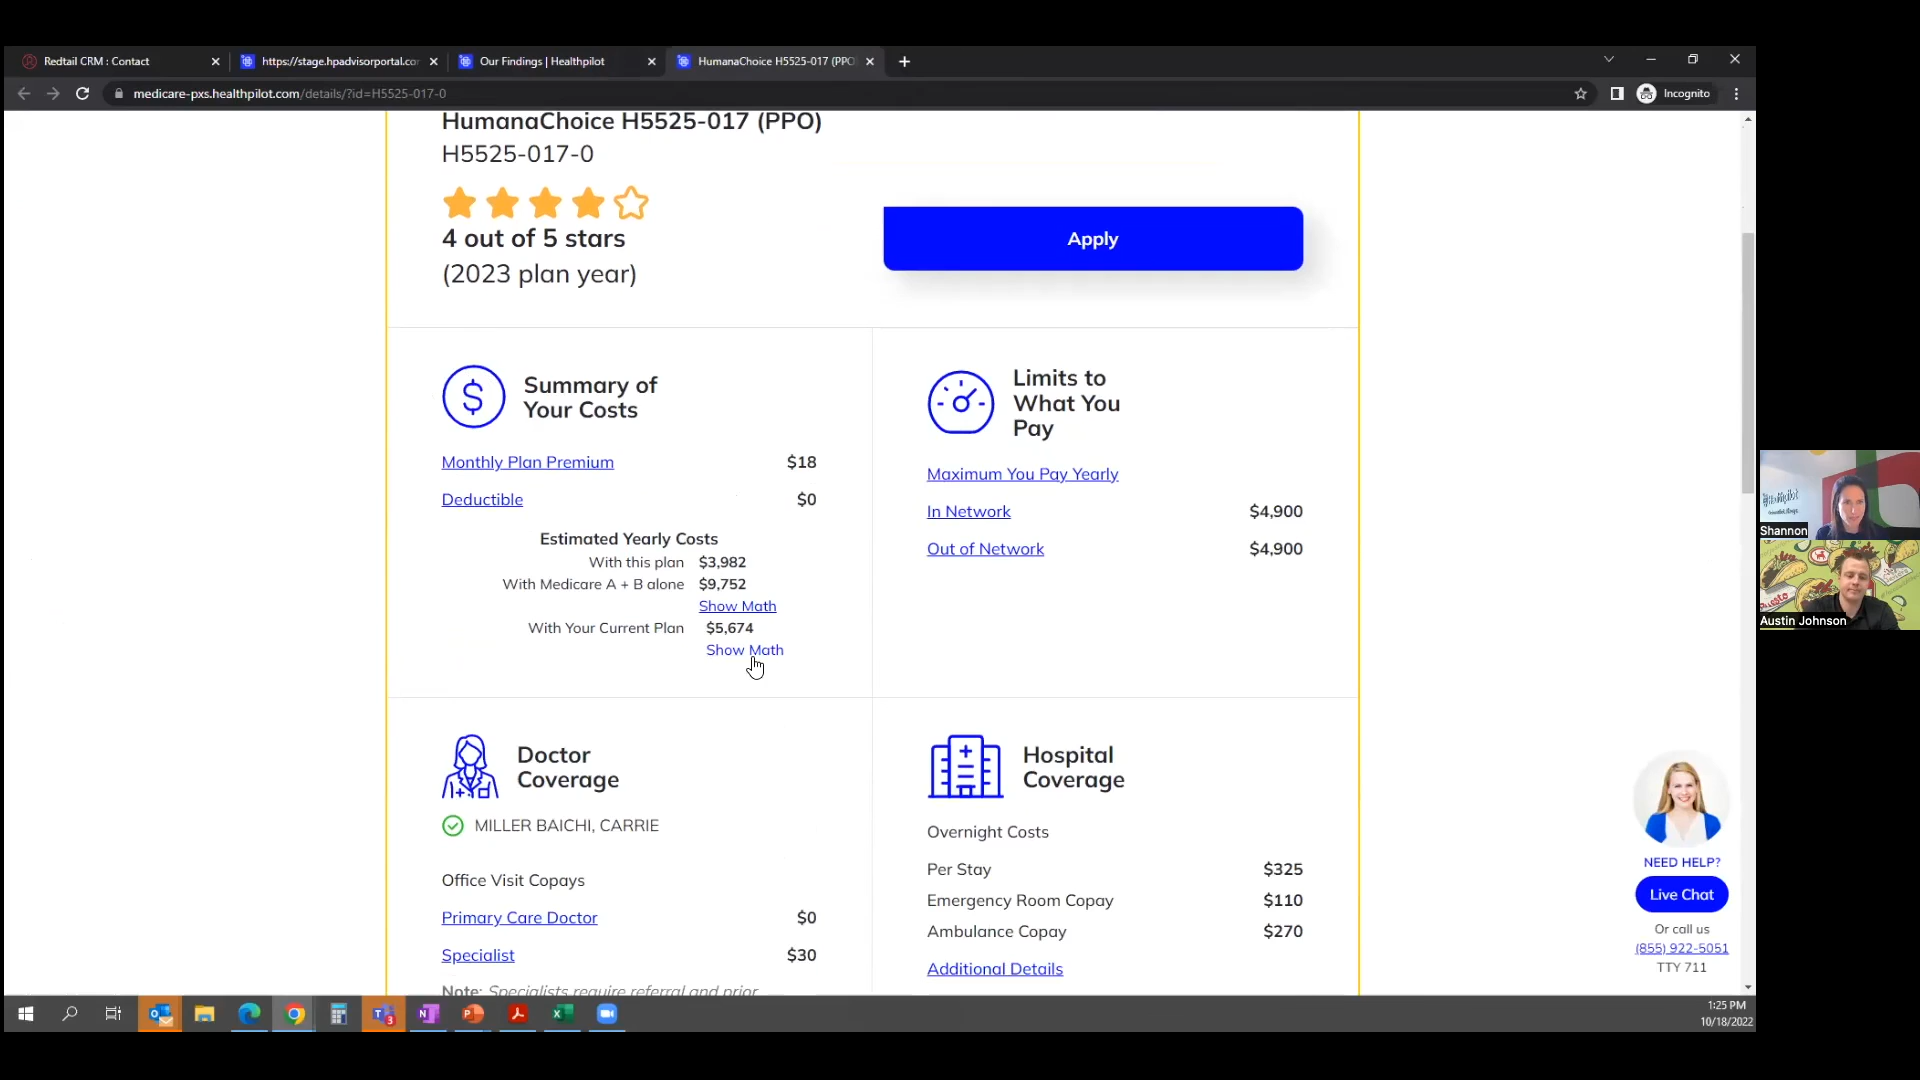 Redtail CRM : Contact
https://stage.hpadvisorportal.co
Our Findings | Healthpilot
HumanaChoice H5525-017 (PPO
medicare-pxs.healthpilot.com/details/?id=H5525-017-0
Incognito
HumanaChoice H5525-017 (PPO)
H5525-017-0
4 out of 5 stars
(2023 plan year)
Apply
Summary of
Your Costs
Monthly Plan Premium $18
Deductible $0
Estimated Yearly Costs
With this plan $3,982
With Medicare A + B alone $9,752
Show Math
With Your Current Plan $5,674
Show Math
Limits to
What You
Pay
Maximum You Pay Yearly
In Network $4,900
Out of Network $4,900
Doctor
Coverage
MILLER BAICHI, CARRIE
Office Visit Copays
Primary Care Doctor $0
Specialist $30
Note: Specialists require referral and prior
Hospital
Coverage
Overnight Costs
Per Stay $325
Emergency Room Copay $110
Ambulance Copay $270
Additional Details
NEED HELP?
Live Chat
Or call us
(855) 922-5051
TTY 711
Shannon
Austin Johnson
1:25 PM
10/18/2022